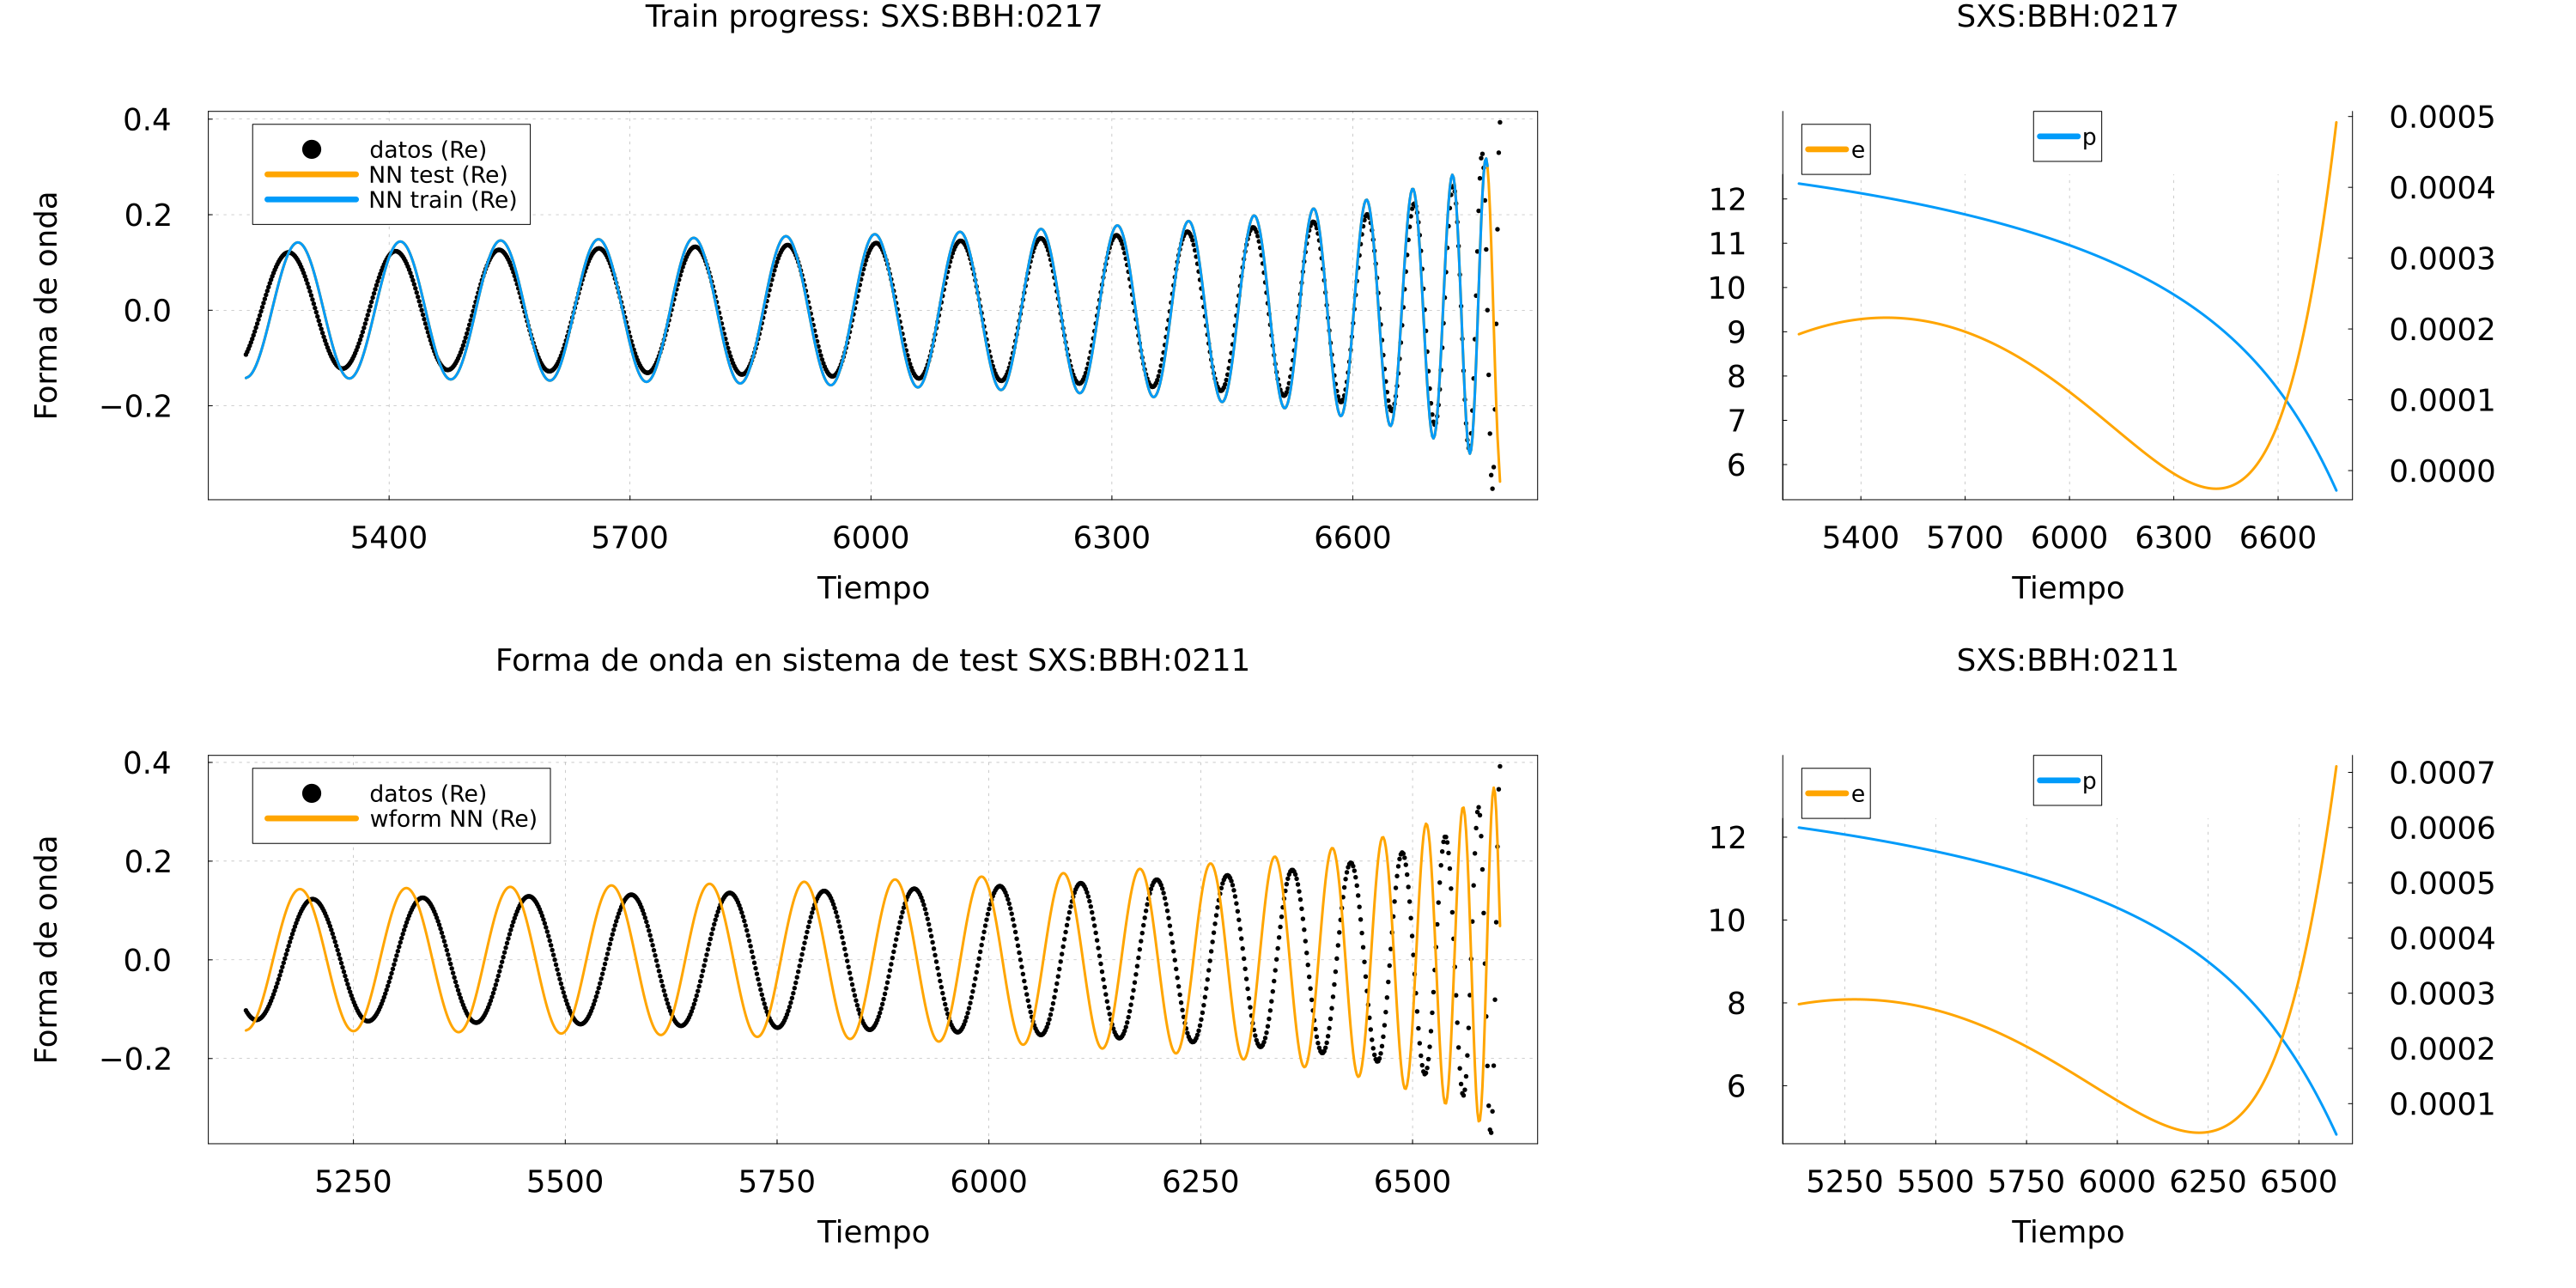 Train progress: SXS:BBH:0217
Forma de onda
0.4
0.2
0.0
−0.2
datos (Re)
NN test (Re)
NN train (Re)
5400 5700 6000 6300 6600
Tiempo
SXS:BBH:0217
e
p
12
11
10
9
8
7
6
0.0005
0.0004
0.0003
0.0002
0.0001
0.0000
5400 5700 6000 6300 6600
Tiempo
Forma de onda en sistema de test SXS:BBH:0211
Forma de onda
0.4
0.2
0.0
−0.2
datos (Re)
wform NN (Re)
5250 5500 5750 6000 6250 6500
Tiempo
SXS:BBH:0211
e
p
12
10
8
6
0.0007
0.0006
0.0005
0.0004
0.0003
0.0002
0.0001
5250 5500 5750 6000 6250 6500
Tiempo